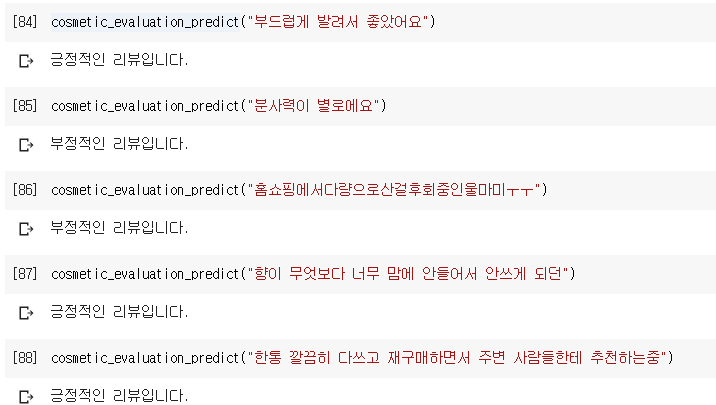 [84] cosmetic_evaluation_predict("부드럽게 발려서 좋았어요")
긍정적인 리뷰입니다.
[85] cosmetic_evaluation_predict("분사력이 별로에요")
부정적인 리뷰입니다.
[86] cosmetic_evaluation_predict("홈쇼핑에서다량으로산걸후회중인울마미ㅜㅜ")
부정적인 리뷰입니다.
[87] cosmetic_evaluation_predict("향이 무엇보다 너무 맘에 안들어서 안쓰게 되던")
긍정적인 리뷰입니다.
[88] cosmetic_evaluation_predict("한통 깔끔히 다쓰고 재구매하면서 주변 사람들한테 추천하는중")
긍정적인 리뷰입니다.